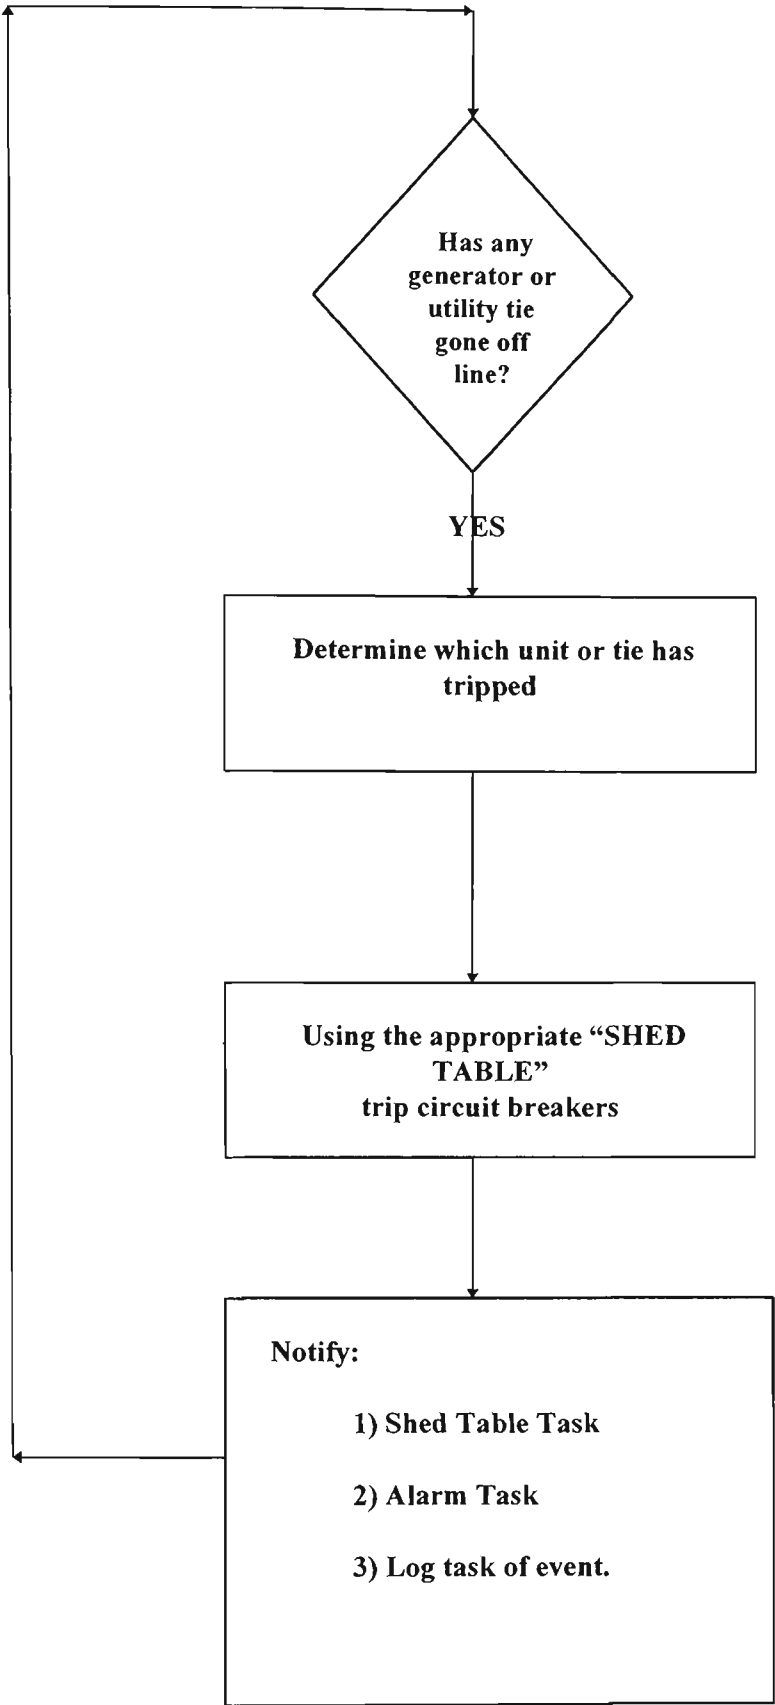 Has any
generator or
utility tie
gone off
line?
YES
Determine which unit or tie has
tripped
Using the appropriate “SHED
TABLE”
trip circuit breakers
Notify:
1) Shed Table Task
2) Alarm Task
3) Log task of event.